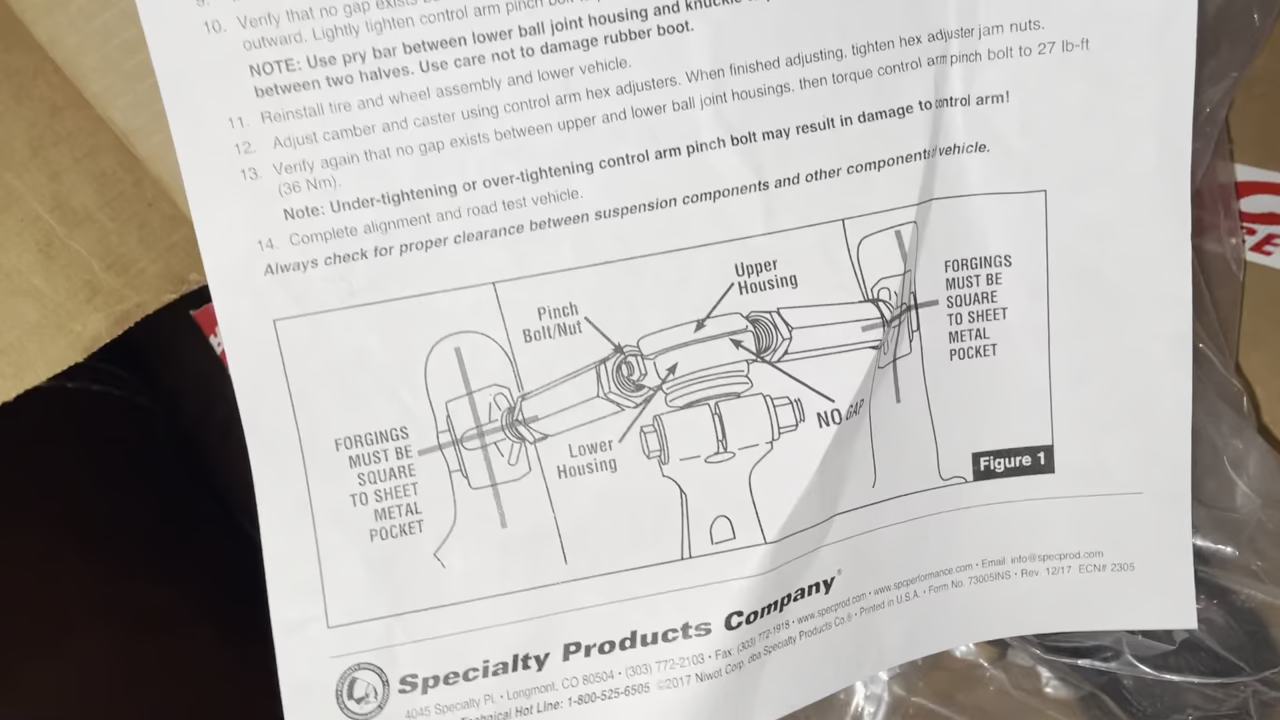 10. Verify that no gap exists
outward. Lightly tighten control arm pinch
NOTE: Use pry bar between lower ball joint housing and knuckle
between two halves. Use care not to damage rubber boot.
11. Reinstall tire and wheel assembly and lower vehicle.
12. Adjust camber and caster using control arm hex adjusters. When finished adjusting, tighten hex adjuster jam nuts.
13. Verify again that no gap exists between upper and lower ball joint housings, then torque control arm pinch bolt to 27 lb-ft
(36 Nm).
Note: Under-tightening or over-tightening control arm pinch bolt may result in damage to control arm!
14. Complete alignment and road test vehicle.
Always check for proper clearance between suspension components and other components vehicle.
Upper
Housing
Pinch
Bolt/Nut
FORGINGS
MUST BE
SQUARE
TO SHEET
METAL
POCKET
FORGINGS
MUST BE
SQUARE
TO SHEET
METAL
POCKET
Lower
Housing
NO GAP
Figure 1
Specialty Products Company®
4045 Specialty Pl. • Longmont, CO 80504 • (303) 772-2103 • Fax: (303) 772-1918 • www.specprod.com • www.spcperformance.com • Email: info@specprod.com
Technical Hot Line: 1-800-525-6505 ©2017 Niwot Corp. dba Specialty Products Co.® • Printed in U.S.A. • Form No. 73005INS • Rev. 12/17 ECN# 2305